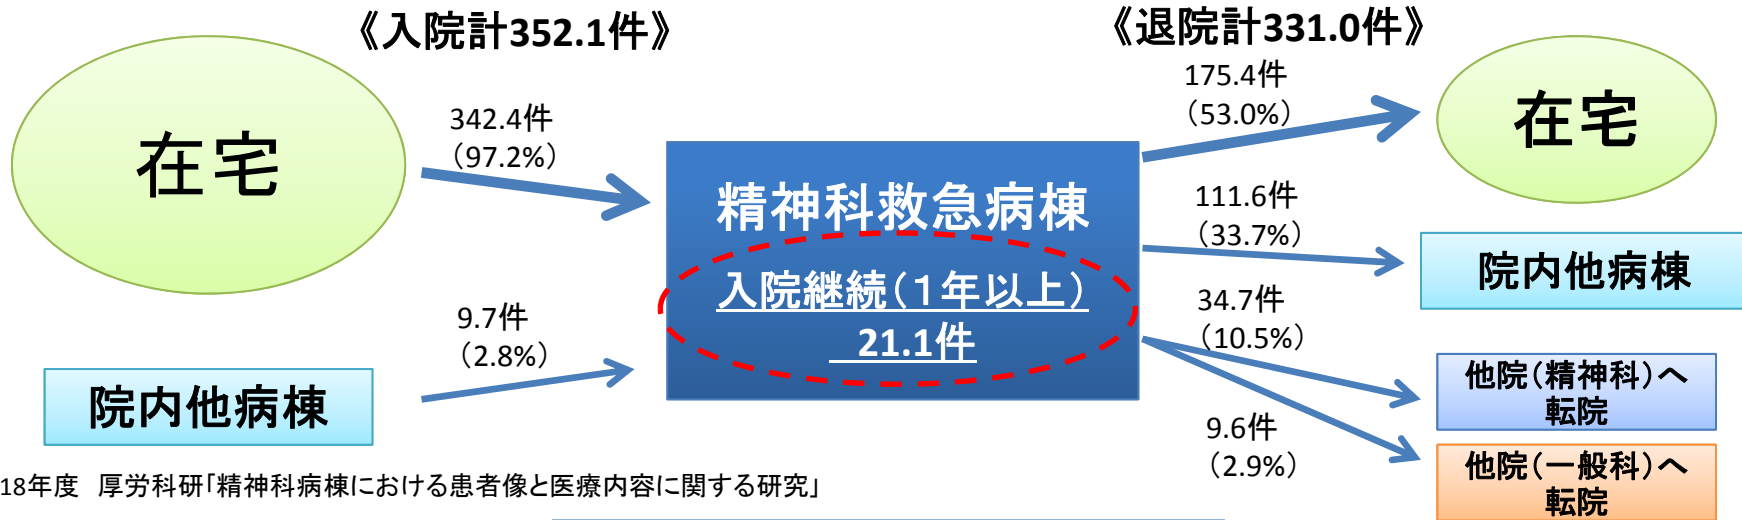 《入院計352.1件》
《退院計331.0件》
在宅
342.4件
（97.2%）
9.7件
（2.8%）
院内他病棟
精神科救急病棟
入院継続（１年以上）
21.1件
175.4件
（53.0%）
在宅
111.6件
（33.7%）
院内他病棟
34.7件
（10.5%）
他院（精神科）へ
転院
9.6件
（2.9%）
他院（一般科）へ
転院
18年度　厚労科研「精神科病棟における患者像と医療内容に関する研究」